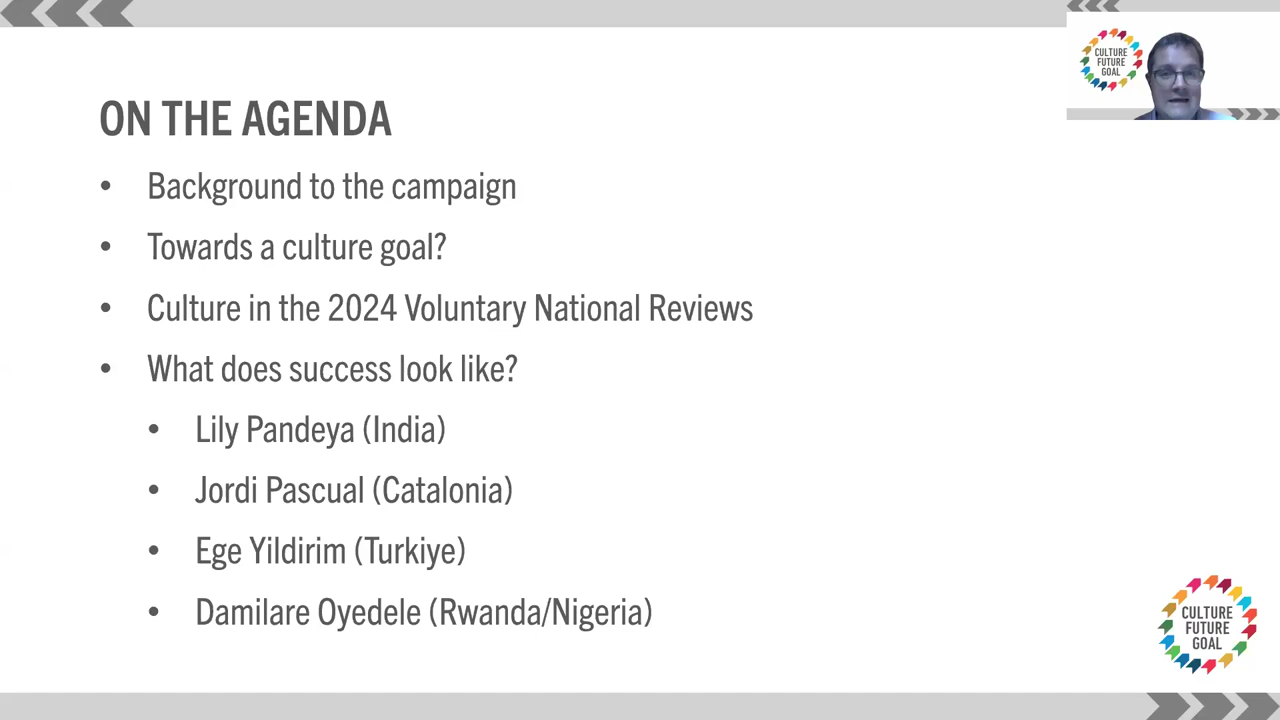 CULTURE
FUTURE
GOAL
ON THE AGENDA
• Background to the campaign
• Towards a culture goal?
• Culture in the 2024 Voluntary National Reviews
• What does success look like?
• Lily Pandeya (India)
• Jordi Pascual (Catalonia)
• Ege Yildirim (Turkiye)
• Damilare Oyedele (Rwanda/Nigeria)
CULTURE
FUTURE
GOAL